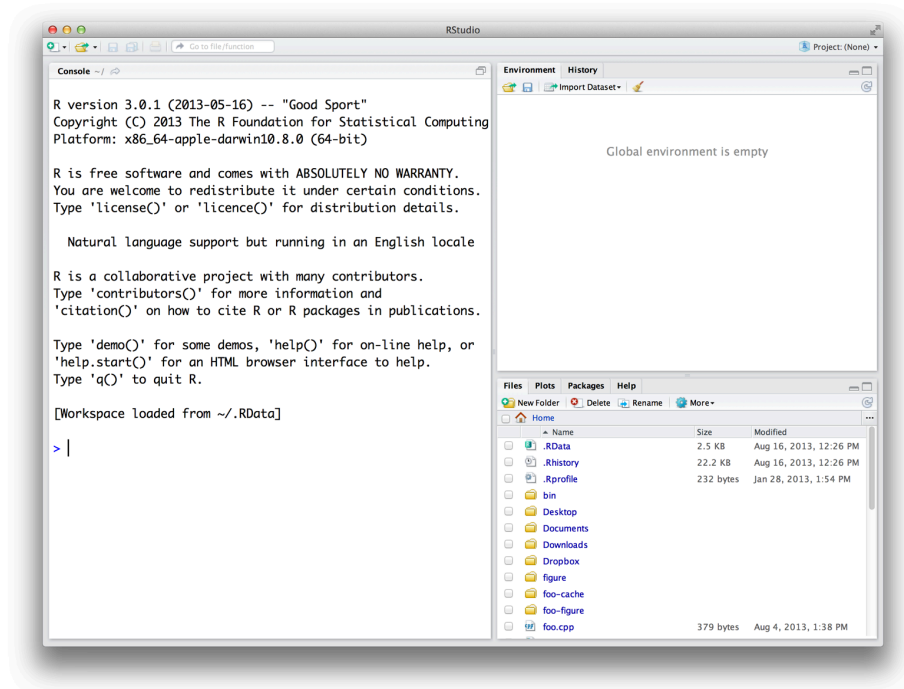 RStudio
Go to file/function
Project: (None)
Console ~/
R version 3.0.1 (2013-05-16) -- "Good Sport"
Copyright (C) 2013 The R Foundation for Statistical Computing
Platform: x86_64-apple-darwin10.8.0 (64-bit)
R is free software and comes with ABSOLUTELY NO WARRANTY.
You are welcome to redistribute it under certain conditions.
Type 'license()' or 'licence()' for distribution details.
Natural language support but running in an English locale
R is a collaborative project with many contributors.
Type 'contributors()' for more information and
'citation()' on how to cite R or R packages in publications.
Type 'demo()' for some demos, 'help()' for on-line help, or
'help.start()' for an HTML browser interface to help.
Type 'q()' to quit R.
[Workspace loaded from ~/.RData]
>
Environment History
Import Dataset
Global environment is empty
Files Plots Packages Help
New Folder Delete Rename More
Home
Name Size Modified
.RData 2.5 KB Aug 16, 2013, 12:26 PM
.Rhistory 22.2 KB Aug 16, 2013, 12:26 PM
.Rprofile 232 bytes Jan 28, 2013, 1:54 PM
bin
Desktop
Documents
Downloads
Dropbox
figure
foo-cache
foo-figure
foo.cpp 379 bytes Aug 4, 2013, 1:38 PM